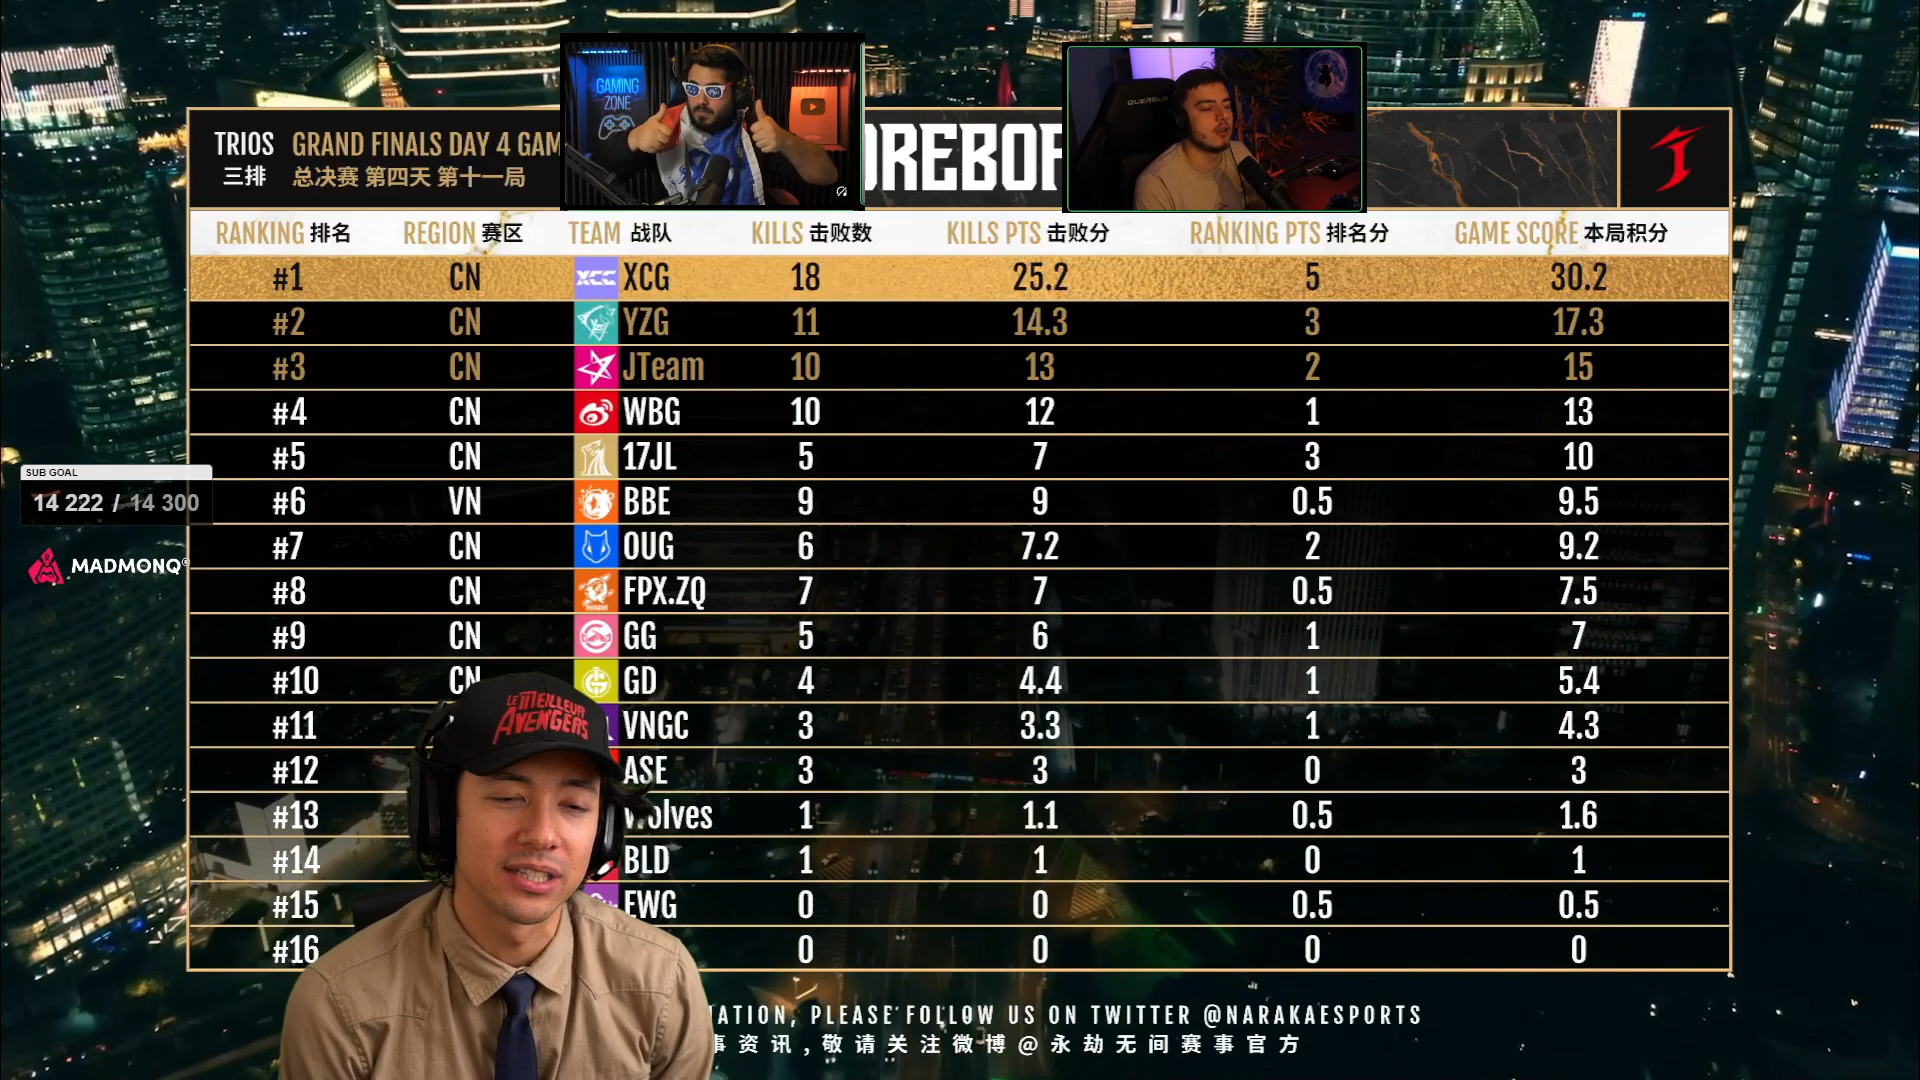 GAMING
ZONE
QUERSUS
TRIOS GRAND FINALS DAY 4 GAM
OREBOR
三排 总决赛 第四天 第十一局
RANKING 排名 REGION 赛区 TEAM 战队 KILLS 击败数 KILLS PTS 击败分 RANKING PTS 排名分 GAME SCORE 本局积分
#1 CN XCG XCG 18 25.2 5 30.2
#2 CN YZG 11 14.3 3 17.3
#3 CN JTeam 10 13 2 15
#4 CN WBG 10 12 1 13
#5 CN 17JL 5 7 3 10
SUB GOAL
14 222 / 14 300
#6 VN BBE 9 9 0.5 9.5
#7 CN OUG 6 7.2 2 9.2
MADMONQ®
#8 CN FPX.ZQ 7 7 0.5 7.5
#9 CN GG 5 6 1 7
#10 CN GD 4 4.4 1 5.4
LE MEILLEUR
AVENGERS
#11 VNGC 3 3.3 1 4.3
#12 ASE 3 3 0 3
#13 Wolves 1 1.1 0.5 1.6
#14 BLD 1 1 0 1
#15 EWG 0 0 0.5 0.5
#16 0 0 0 0
ATION, PLEASE FOLLOW US ON TWITTER @NARAKAESPORTS
事资讯,敬请关注微博@永劫无间赛事官方